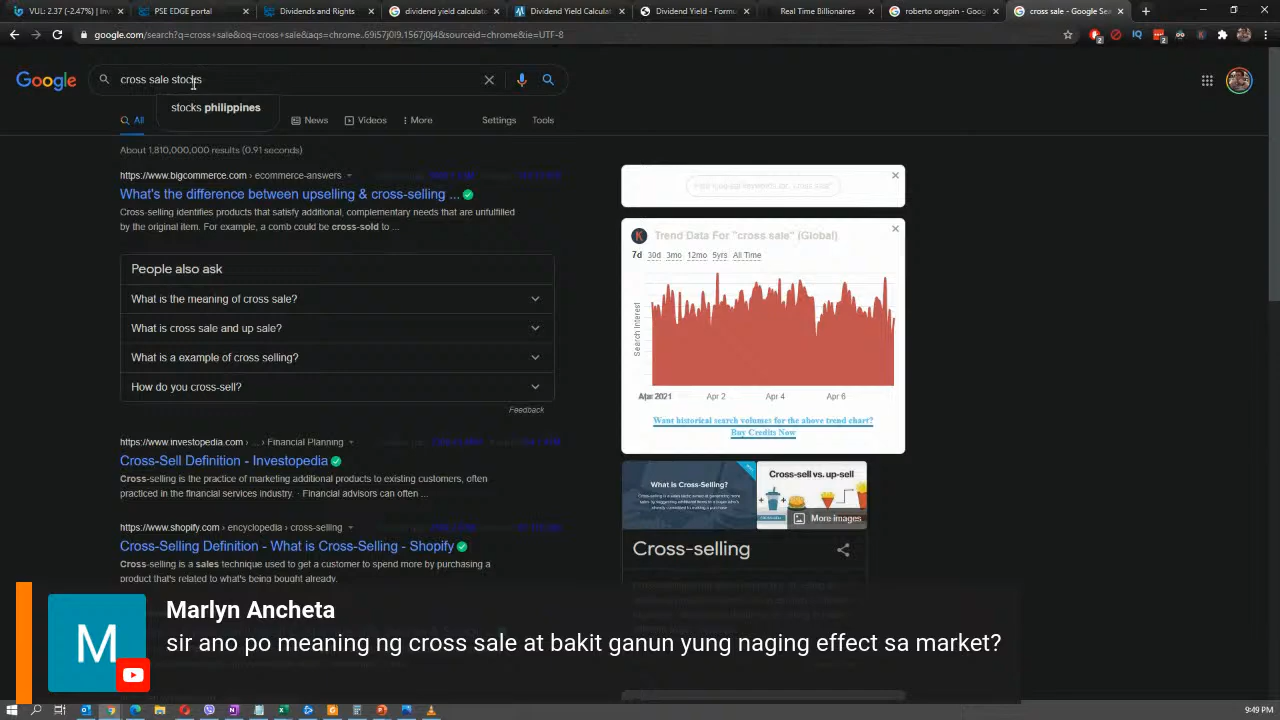 VUL: 2.37 (-2.47%)
Invest
PSE EDGE portal
Dividends and Rights
dividend yield calculat
Dividend Yield Calculat
Dividend Yield - Formu
Real Time Billionaires
roberto ongpin - Goog
cross sale - Google Sea
google.com/search?q=cross+sale&oq=cross+sale&aqs=chrome..69i57j0l9.1567j0j4&sourceid=chrome&ie=UTF-8
Google
cross sale stocks
stocks philippines
All
News
Videos
More
Settings
Tools
About 1,810,000,000 results (0.91 seconds)
https://www.bigcommerce.com › ecommerce-answers
What's the difference between upselling & cross-selling ...
Cross-selling identifies products that satisfy additional, complementary needs that are unfulfilled
by the original item. For example, a comb could be cross-sold to ...
People also ask
What is the meaning of cross sale?
What is cross sale and up sale?
What is a example of cross selling?
How do you cross-sell?
Feedback
https://www.investopedia.com › ... › Financial Planning
Cross-Sell Definition - Investopedia
Cross-selling is the practice of marketing additional products to existing customers, often
practiced in the financial services industry. · Financial advisors can often ...
https://www.shopify.com › encyclopedia › cross-selling
Cross-Selling Definition - What is Cross-Selling - Shopify
Cross-selling is a sales technique used to get a customer to spend more by purchasing a
product that's related to what's being bought already.
Trend Data For "cross sale" (Global)
7d 30d 3mo 12mo 5yrs All Time
Search Interest
Apr 2 Apr 4 Apr 6
Want historical search volumes for the above trend chart?
Buy Credits Now
What is Cross-Selling?
Cross-sell vs. up-sell
More images
Cross-selling
M
Marlyn Ancheta
sir ano po meaning ng cross sale at bakit ganun yung naging effect sa market?
9:49 PM